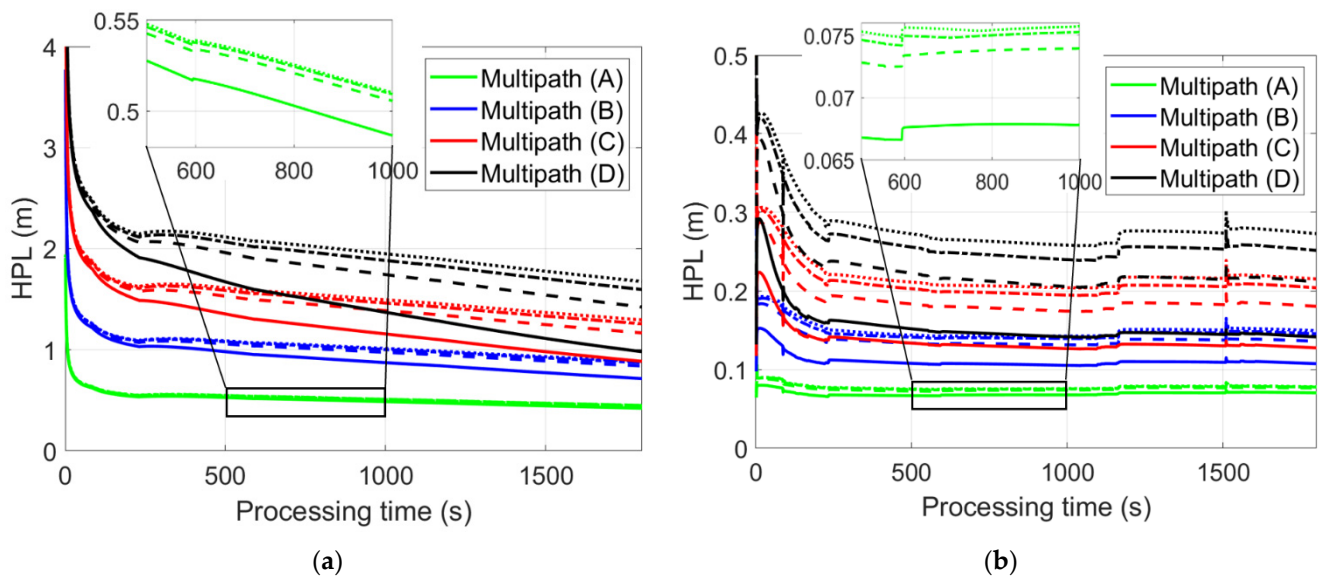 0.55
0.5
600 800 1000
4
3
2
1
0
HPL (m)
Multipath (A)
Multipath (B)
Multipath (C)
Multipath (D)
0 500 1000 1500
Processing time (s)
(a)
0.075
0.07
0.065
600 800 1000
0.5
0.4
0.3
0.2
0.1
0
HPL (m)
Multipath (A)
Multipath (B)
Multipath (C)
Multipath (D)
0 500 1000 1500
Processing time (s)
(b)